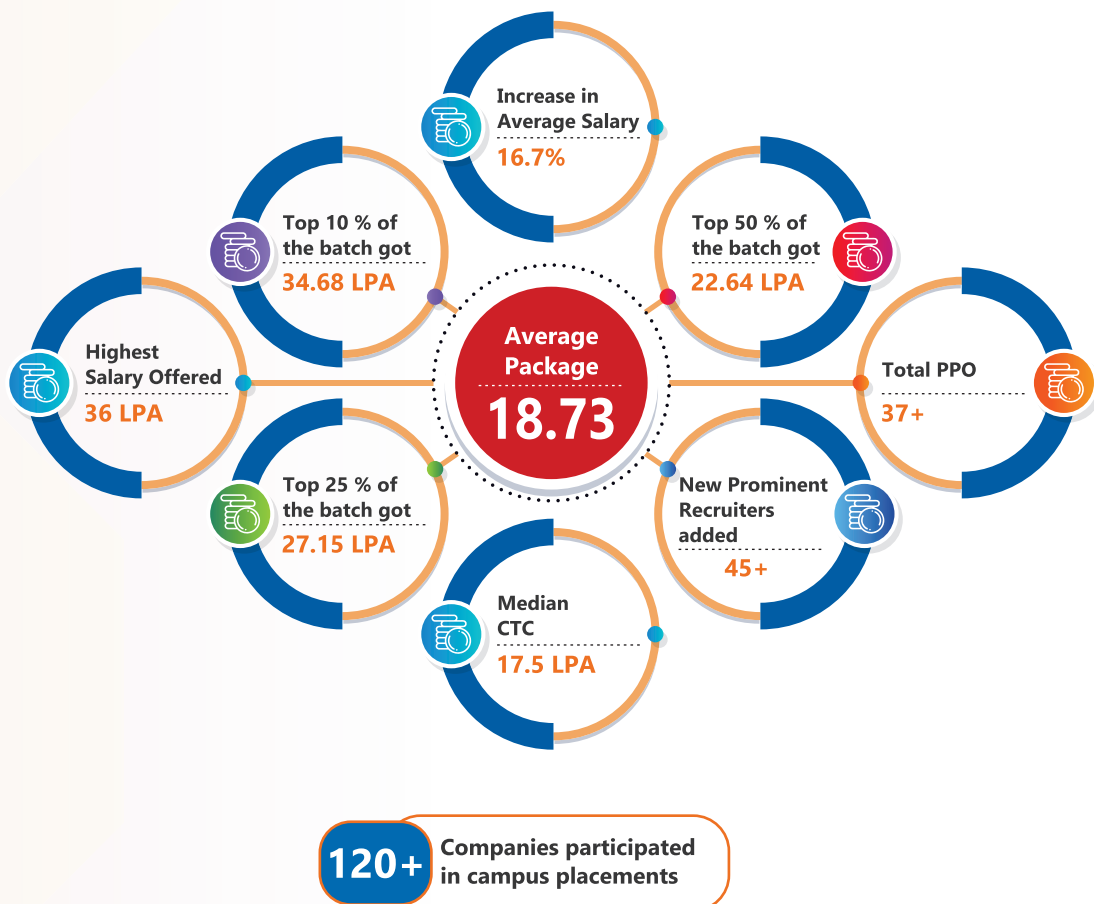 Increase in
Average Salary
16.7%
Top 10 % of
the batch got
34.68 LPA
Top 50 % of
the batch got
22.64 LPA
Highest
Salary Offered
36 LPA
Average
Package
18.73
Total PPO
37+
Top 25 % of
the batch got
27.15 LPA
New Prominent
Recruiters
added
45+
Median
CTC
17.5 LPA
120+
Companies participated
in campus placements